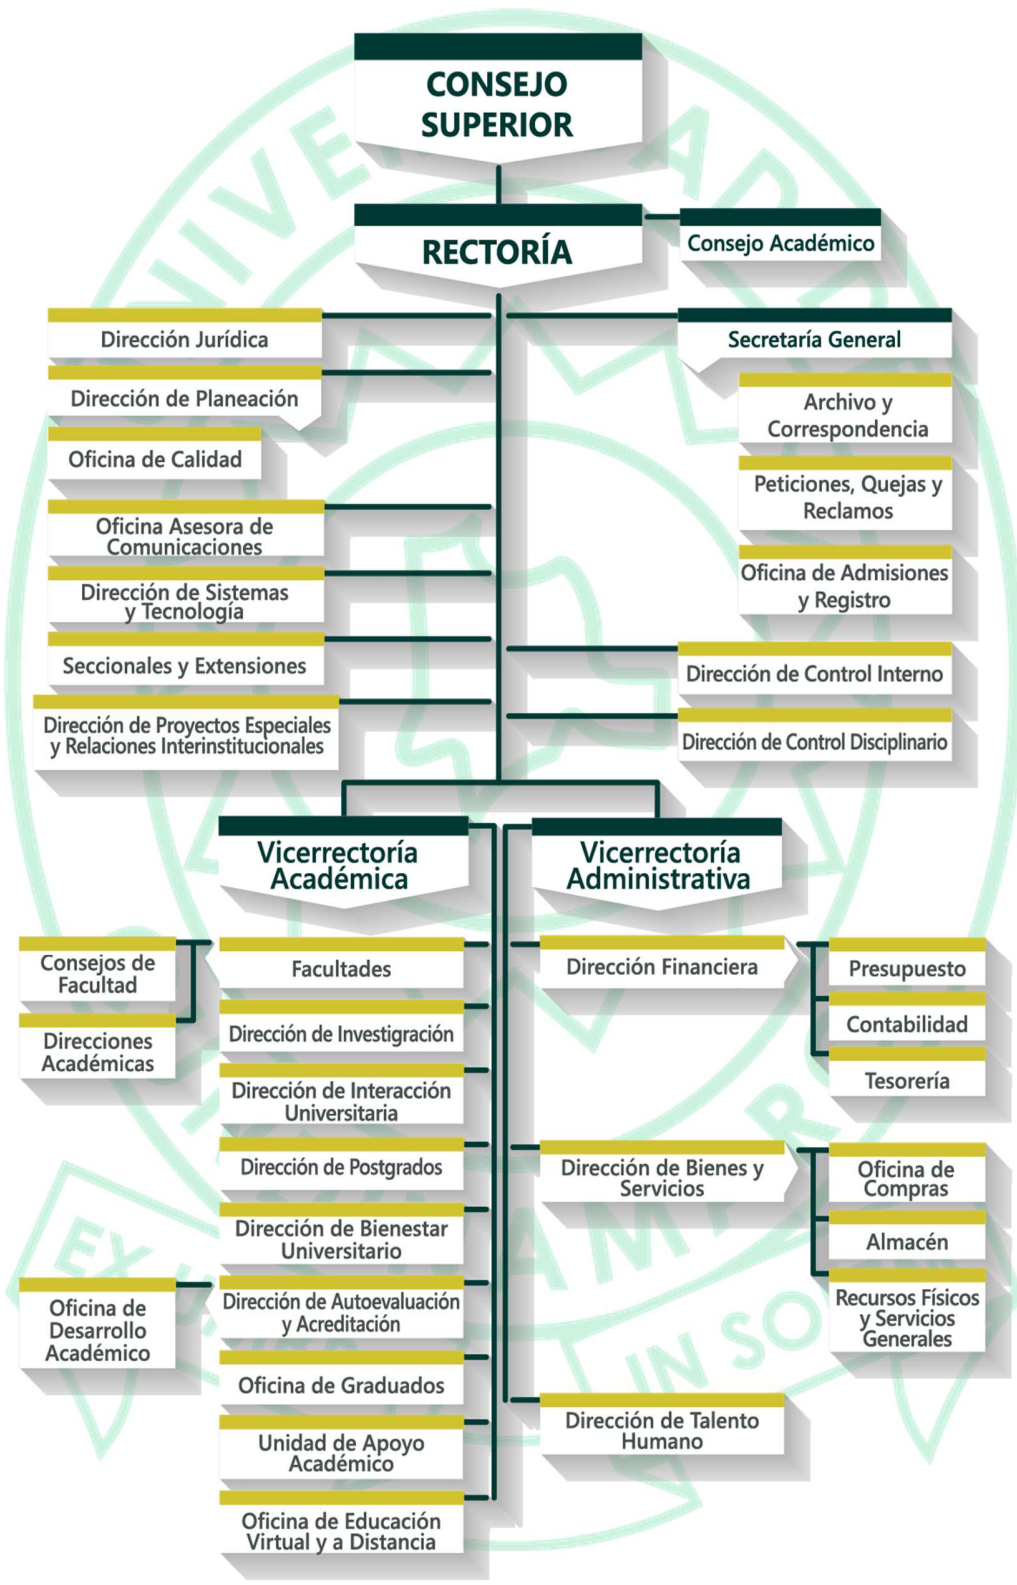 CONSEJO
SUPERIOR
RECTORÍA
Consejo Académico
Dirección Jurídica
Dirección de Planeación
Oficina de Calidad
Oficina Asesora de
Comunicaciones
Dirección de Sistemas
y Tecnología
Seccionales y Extensiones
Dirección de Proyectos Especiales
y Relaciones Interinstitucionales
Secretaría General
Archivo y
Correspondencia
Peticiones, Quejas y
Reclamos
Oficina de Admisiones
y Registro
Dirección de Control Interno
Dirección de Control Disciplinario
Vicerrectoría
Académica
Vicerrectoría
Administrativa
Consejos de
Facultad
Direcciones
Académicas
Facultades
Dirección de Investigración
Dirección de Interacción
Universitaria
Dirección de Postgrados
Dirección de Bienestar
Universitario
Oficina de
Desarrollo
Académico
Dirección de Autoevaluación
y Acreditación
Oficina de Graduados
Unidad de Apoyo
Académico
Oficina de Educación
Virtual y a Distancia
Dirección Financiera
Presupuesto
Contabilidad
Tesorería
Dirección de Bienes y
Servicios
Oficina de
Compras
Almacén
Recursos Físicos
y Servicios
Generales
Dirección de Talento
Humano